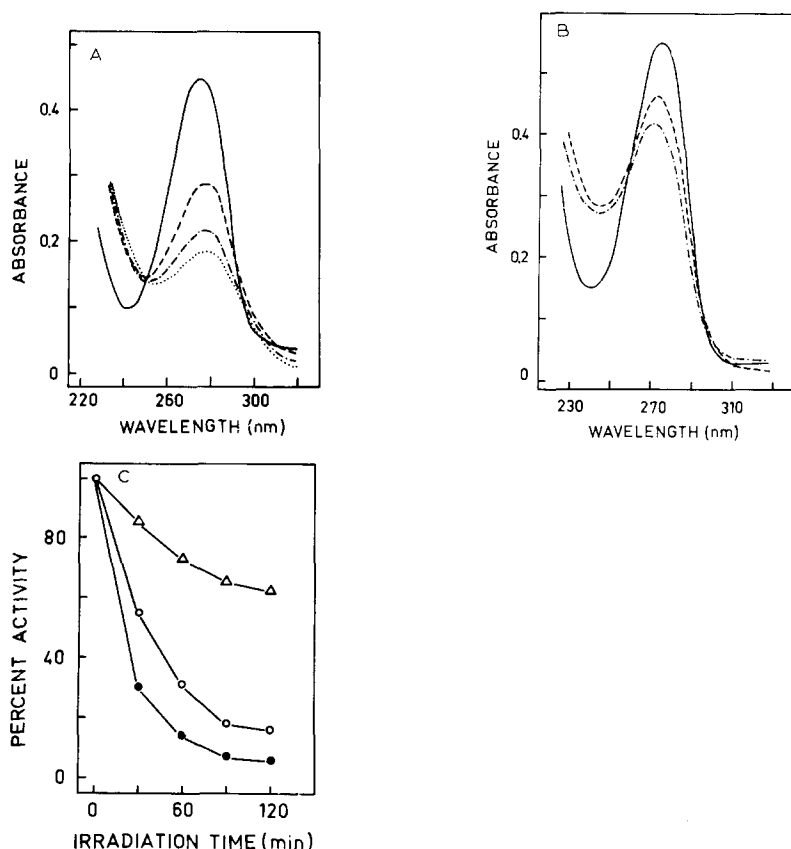 A
ABSORBANCE
0,4
0,2
0
220
260
300
WAVELENGTH (nm)
B
ABSORBANCE
0,4
0,2
0
230
270
310
WAVELENGTH (nm)
C
PERCENT ACTIVITY
80
40
0
0
60
120
IRRADIATION TIME (min)